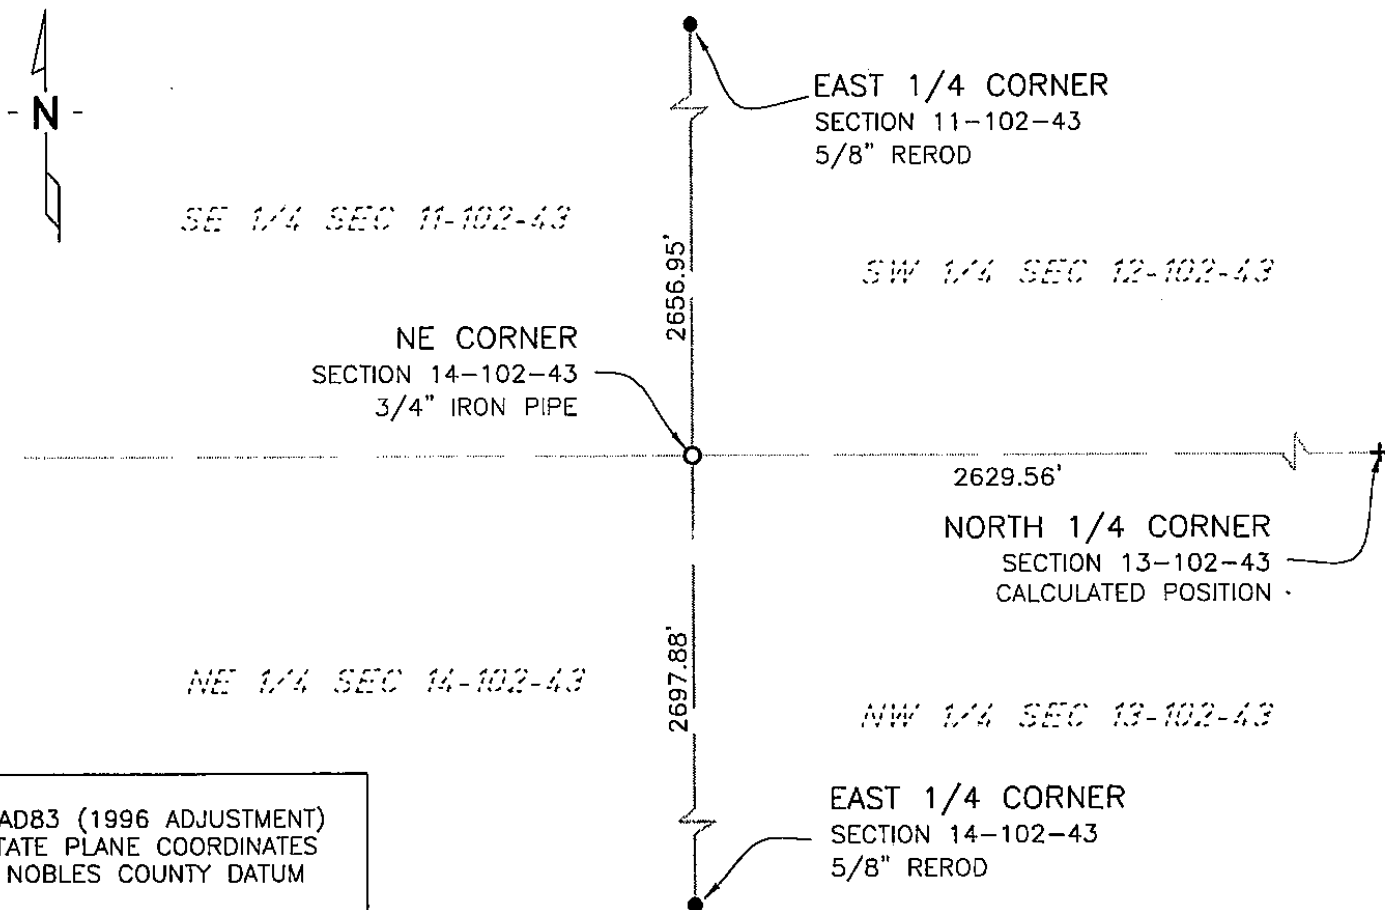 EAST 1/4 CORNER
SECTION 11-102-43
5/8" REROD
- N -
SE 1/4 SEC 11-102-43
2656.95'
SW 1/4 SEC 12-102-43
NE CORNER
SECTION 14-102-43
3/4" IRON PIPE
2629.56'
NORTH 1/4 CORNER
SECTION 13-102-43
CALCULATED POSITION
2697.88'
NE 1/4 SEC 14-102-43
NW 1/4 SEC 13-102-43
EAST 1/4 CORNER
SECTION 14-102-43
5/8" REROD
AD83 (1996 ADJUSTMENT)
TATE PLANE COORDINATES
NOBLES COUNTY DATUM